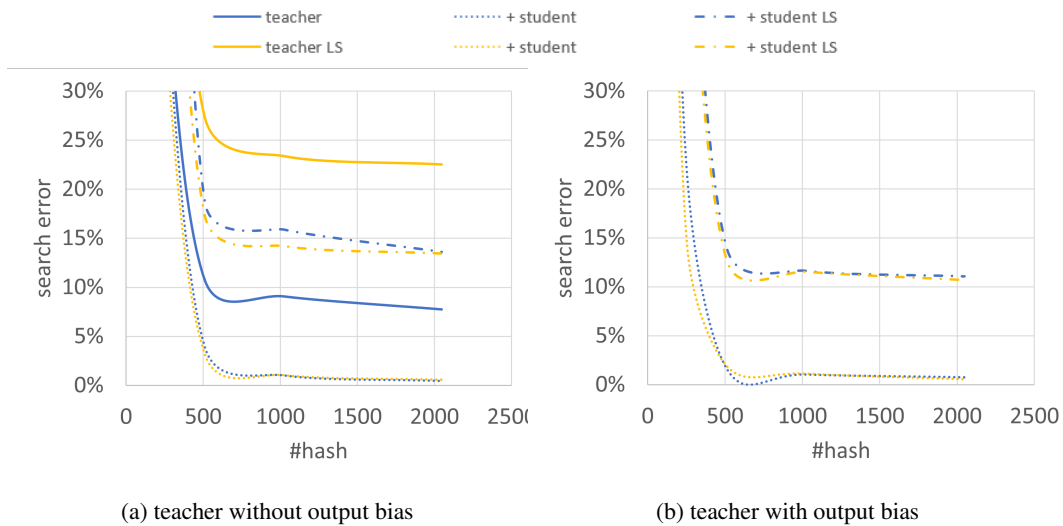 teacher + student + student LS
teacher LS + student + student LS
30%
25%
20%
15%
10%
5%
0%
search error
0 500 1000 1500 2000 2500
#hash
(a) teacher without output bias
30%
25%
20%
15%
10%
5%
0%
search error
0 500 1000 1500 2000 2500
#hash
(b) teacher with output bias